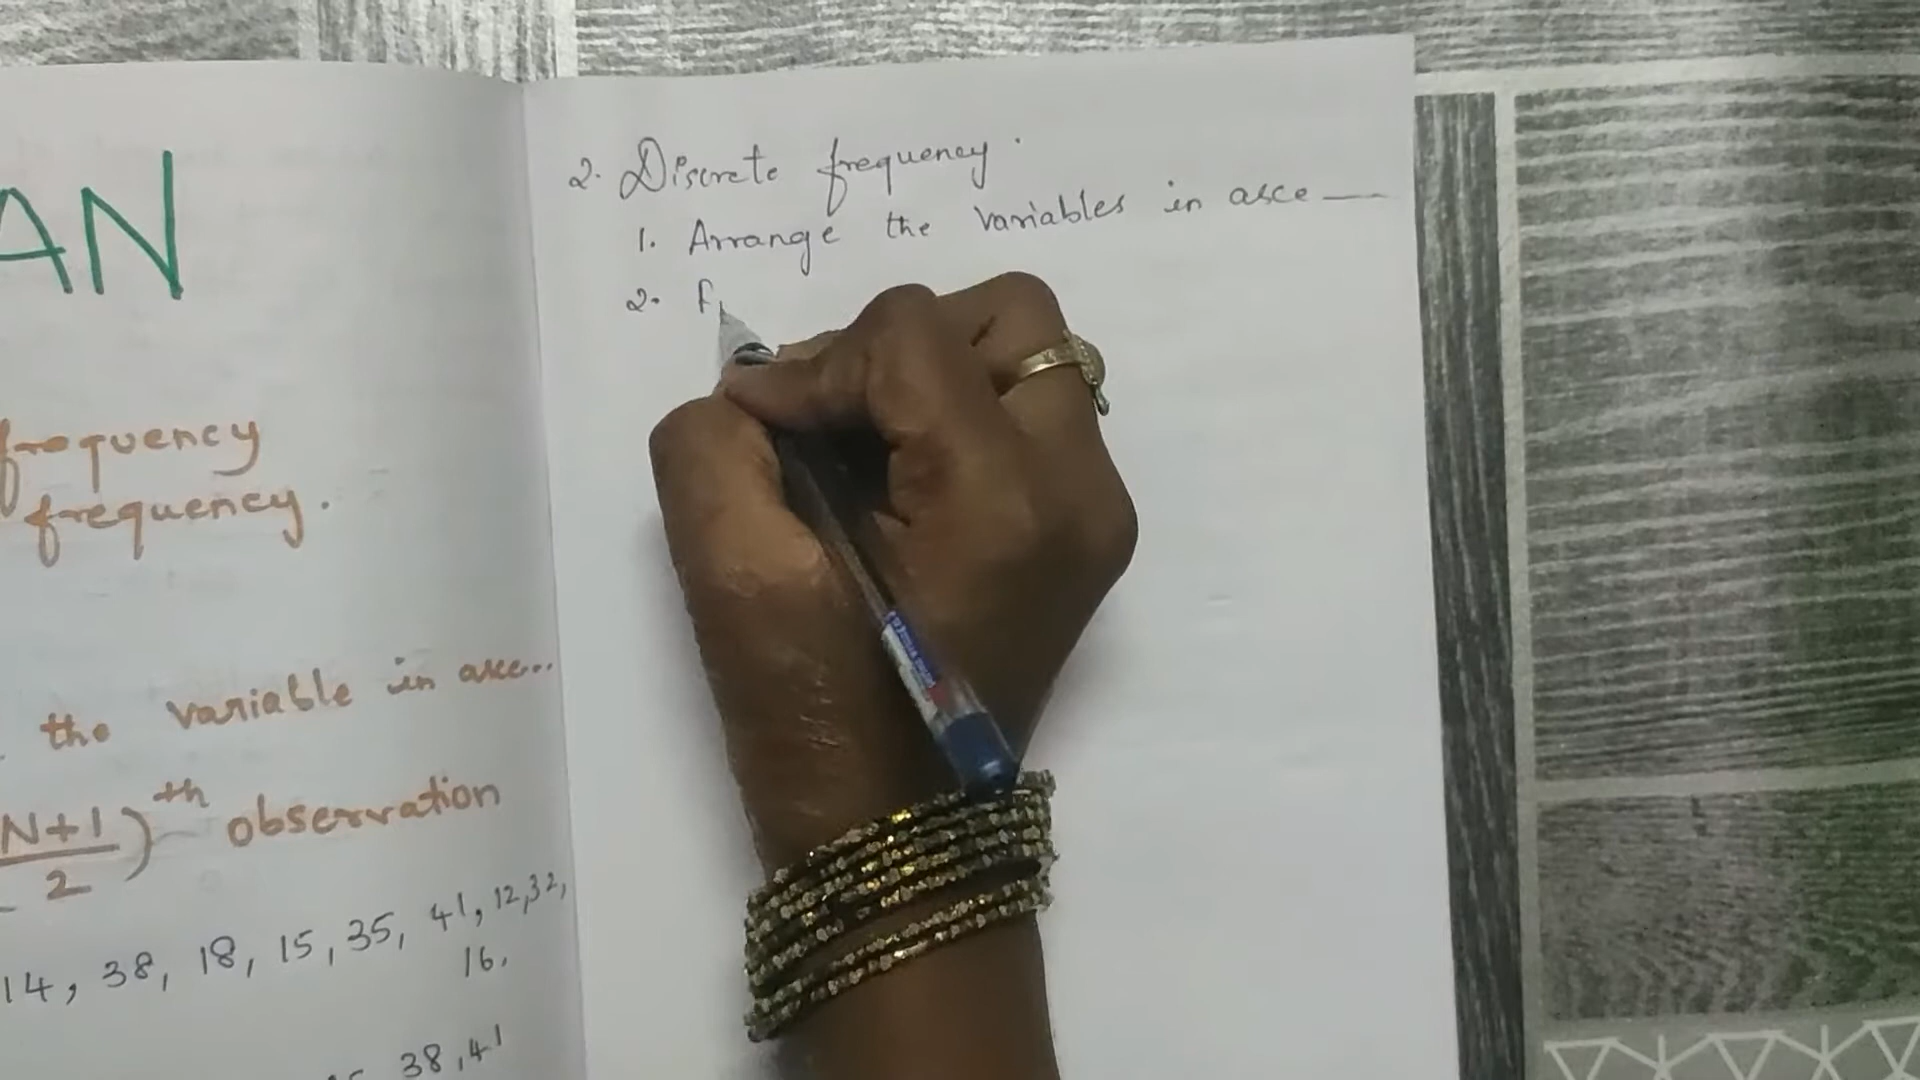 AN
frequency
frequency.
the variable in asce...
(N+1/2)th observation
14, 38, 18, 15, 35, 41, 12, 32,
16.
38, 41
2. Discrete frequency.
1. Arrange the variables in asce —
2. f